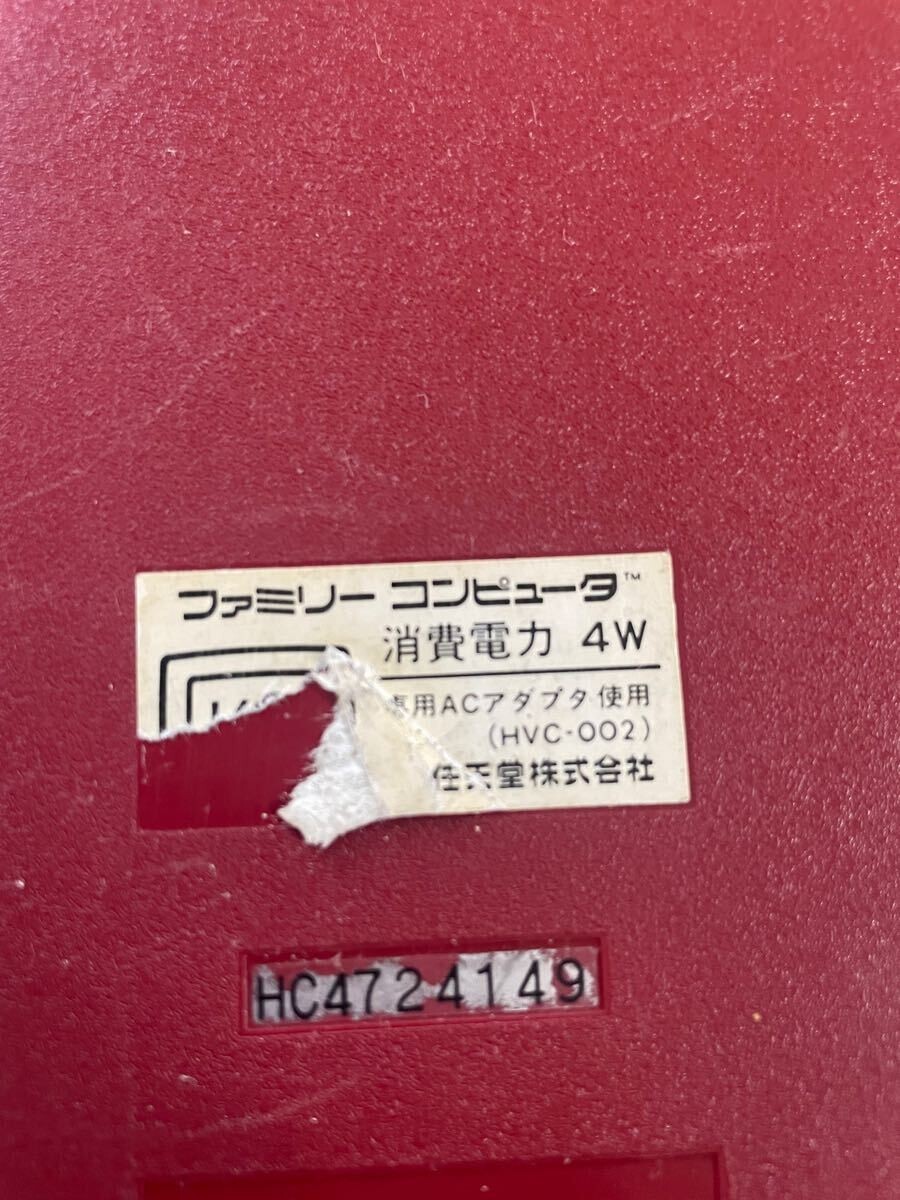 ファミリー コンピュータ™
消費電力 4W
専用ACアダプタ使用
(HVC-002)
任天堂株式会社
HC4724149